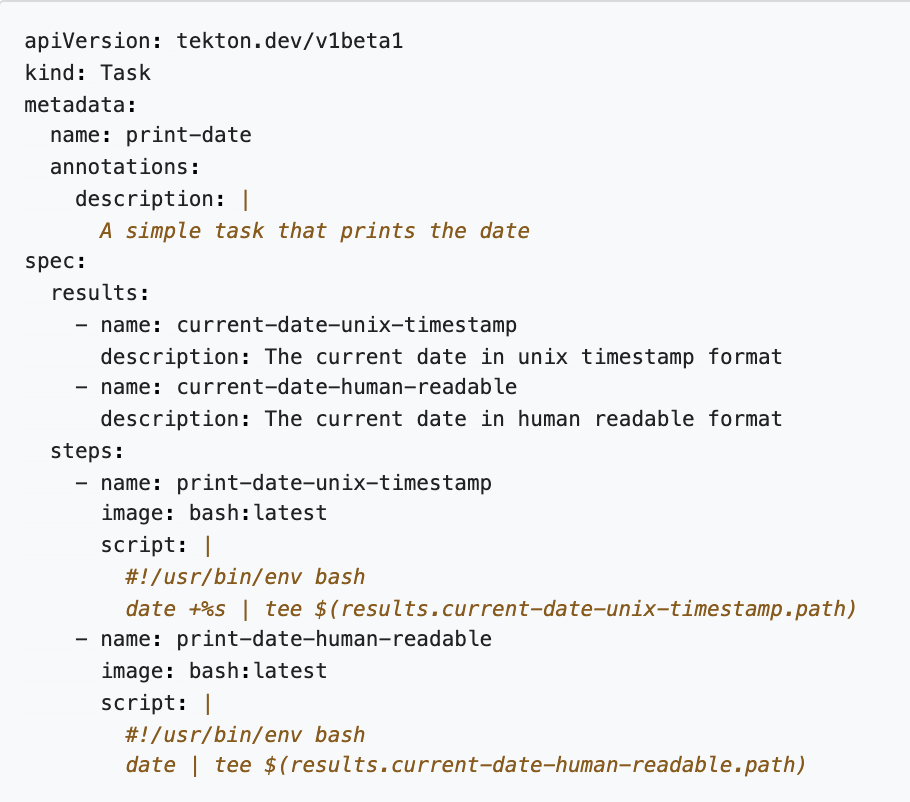 apiVersion: tekton.dev/v1beta1
kind: Task
metadata:
  name: print-date
  annotations:
    description: |
      A simple task that prints the date
spec:
  results:
    - name: current-date-unix-timestamp
      description: The current date in unix timestamp format
    - name: current-date-human-readable
      description: The current date in human readable format
  steps:
    - name: print-date-unix-timestamp
      image: bash:latest
      script: |
        #!/usr/bin/env bash
        date +%s | tee $(results.current-date-unix-timestamp.path)
    - name: print-date-human-readable
      image: bash:latest
      script: |
        #!/usr/bin/env bash
        date | tee $(results.current-date-human-readable.path)